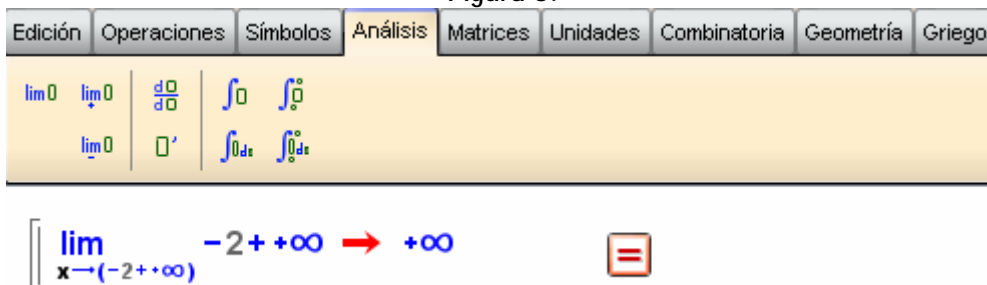 Edición Operaciones Símbolos Análisis Matrices Unidades Combinatoria Geometría Griego
lim lim d/d ∫ ∫
lim ' ∫d ∫d
lim -2+ +∞ → +∞ =
x→(-2++∞)